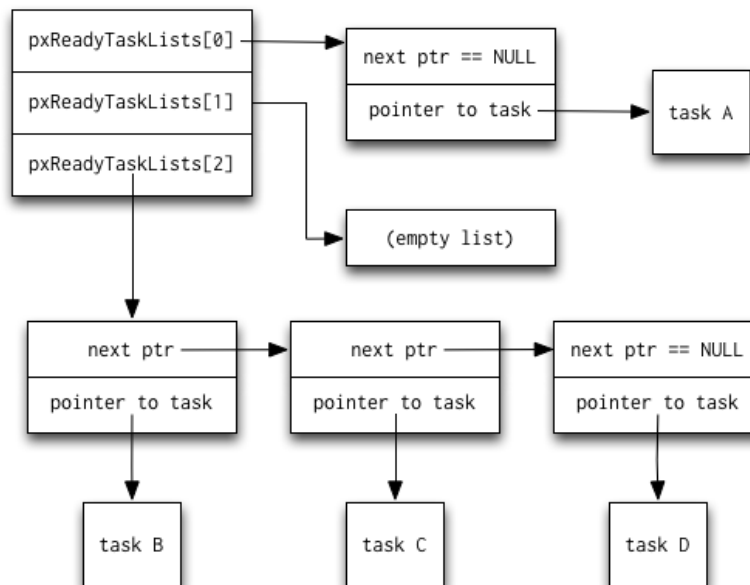 pxReadyTaskLists[0]
next ptr == NULL
pxReadyTaskLists[1]
pointer to task
task A
pxReadyTaskLists[2]
(empty list)
next ptr
next ptr
next ptr == NULL
pointer to task
pointer to task
pointer to task
task B
task C
task D